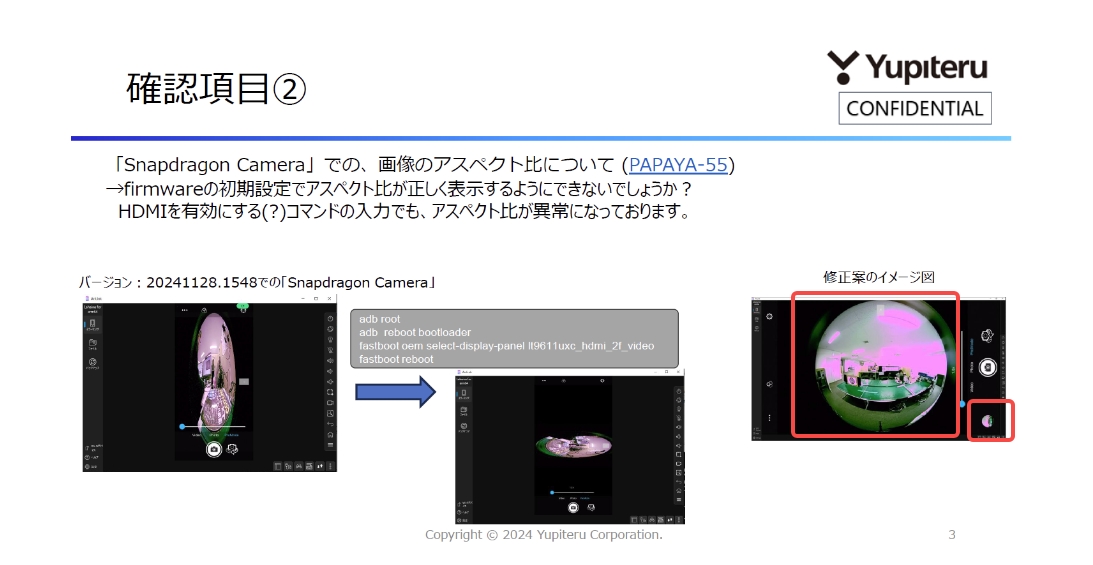 確認項目②
Yupiteru
CONFIDENTIAL
「Snapdragon Camera」での、画像のアスペクト比について (PAPAYA-55)
→firmwareの初期設定でアスペクト比が正しく表示するようにできないでしょうか？
HDMIを有効にする(?)コマンドの入力でも、アスペクト比が異常になっております。
バージョン：20241128.1548での「Snapdragon Camera」
修正案のイメージ図
adb root
adb  reboot bootloader
fastboot oem select-display-panel lt9611uxc_hdmi_2f_video
fastboot reboot
Copyright © 2024 Yupiteru Corporation.
3